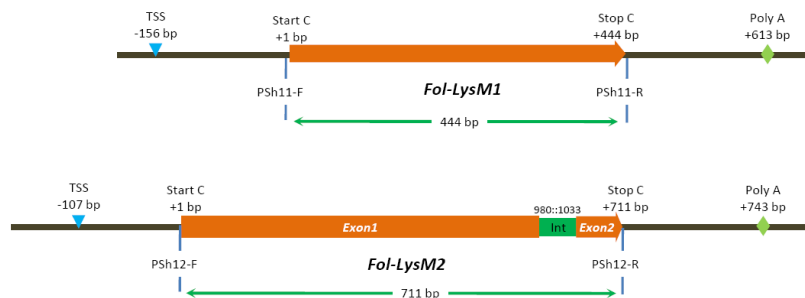 TSS
-156 bp
Start C
+1 bp
Stop C
+444 bp
Poly A
+613 bp
PSh11-F
Fol-LysM1
PSh11-R
444 bp
TSS
-107 bp
Start C
+1 bp
980::1033
Stop C
+711 bp
Poly A
+743 bp
Exon1
Int
Exon2
PSh12-F
Fol-LysM2
PSh12-R
711 bp